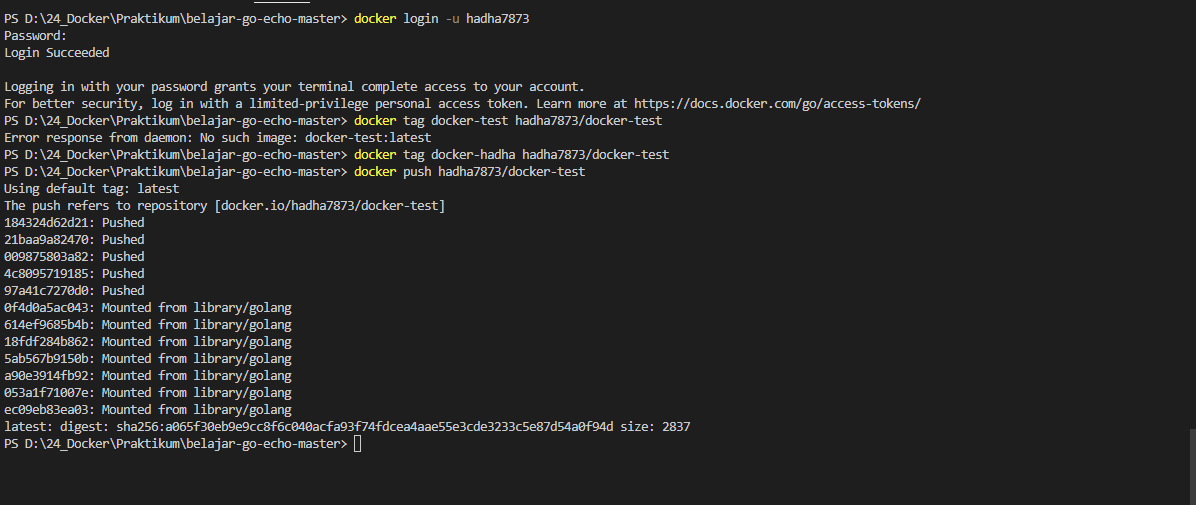 PS D:\24_Docker\Praktikum\belajar-go-echo-master> docker login -u hadha7873
Password:
Login Succeeded
Logging in with your password grants your terminal complete access to your account.
For better security, log in with a limited-privilege personal access token. Learn more at https://docs.docker.com/go/access-tokens/
PS D:\24_Docker\Praktikum\belajar-go-echo-master> docker tag docker-test hadha7873/docker-test
Error response from daemon: No such image: docker-test:latest
PS D:\24_Docker\Praktikum\belajar-go-echo-master> docker tag docker-hadha hadha7873/docker-test
PS D:\24_Docker\Praktikum\belajar-go-echo-master> docker push hadha7873/docker-test
Using default tag: latest
The push refers to repository [docker.io/hadha7873/docker-test]
184324d62d21: Pushed
21baa9a82470: Pushed
009875803a82: Pushed
4c8095719185: Pushed
97a41c7270d0: Pushed
0f4d0a5ac043: Mounted from library/golang
614ef9685b4b: Mounted from library/golang
18fdf284b862: Mounted from library/golang
5ab567b9150b: Mounted from library/golang
a90e3914fb92: Mounted from library/golang
053a1f71007e: Mounted from library/golang
ec09eb83ea03: Mounted from library/golang
latest: digest: sha256:a065f30eb9e9cc8f6c040acfa93f74fdcea4aae55e3cde3233c5e87d54a0f94d size: 2837
PS D:\24_Docker\Praktikum\belajar-go-echo-master>